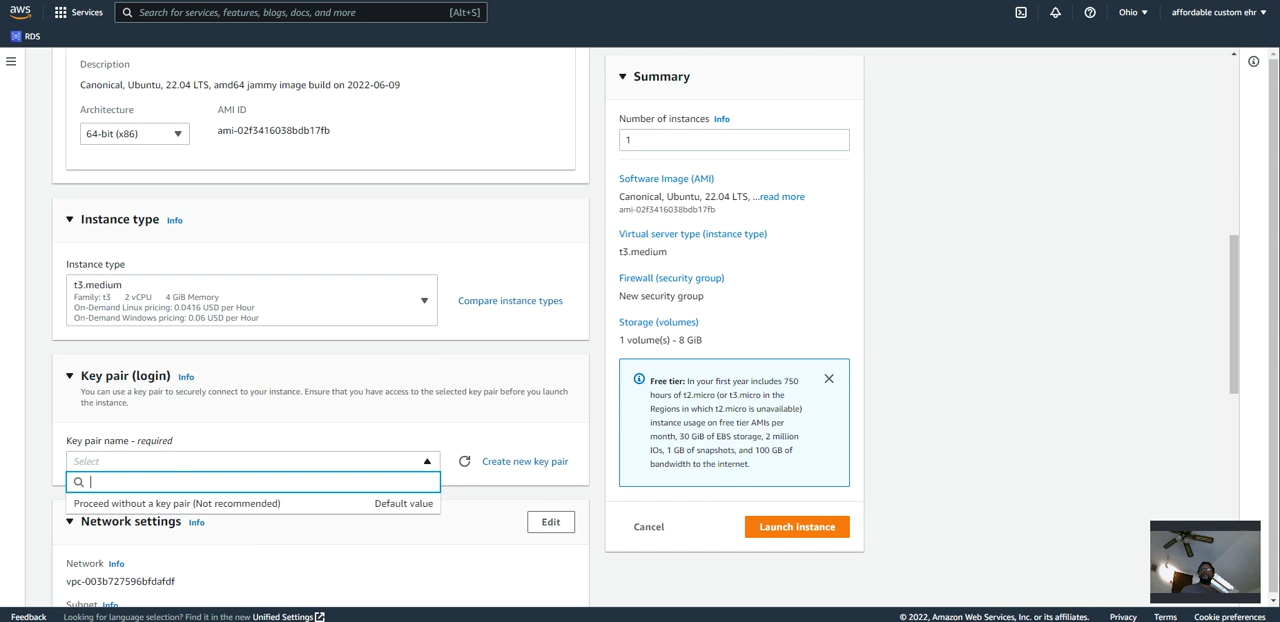 aws
Services
Search for services, features, blogs, docs, and more
[Alt+S]
Ohio ▼
affordable custom ehr ▼
RDS
Description
Canonical, Ubuntu, 22.04 LTS, amd64 jammy image build on 2022-06-09
Architecture
AMI ID
64-bit (x86)
ami-02f3416038bdb17fb
Instance type Info
Instance type
t3.medium
Family: t3 2 vCPU 4 GiB Memory
On-Demand Linux pricing: 0.0416 USD per Hour
On-Demand Windows pricing: 0.06 USD per Hour
Compare instance types
Key pair (login) Info
You can use a key pair to securely connect to your instance. Ensure that you have access to the selected key pair before you launch
the instance.
Key pair name - required
Select
Create new key pair
Proceed without a key pair (Not recommended) Default value
Network settings Info
Edit
Network Info
vpc-003b727596bfdafdf
Subnet Info
Summary
Number of instances Info
1
Software Image (AMI)
Canonical, Ubuntu, 22.04 LTS, ...read more
ami-02f3416038bdb17fb
Virtual server type (instance type)
t3.medium
Firewall (security group)
New security group
Storage (volumes)
1 volume(s) - 8 GiB
Free tier: In your first year includes 750
hours of t2.micro (or t3.micro in the
Regions in which t2.micro is unavailable)
instance usage on free tier AMIs per
month, 30 GiB of EBS storage, 2 million
IOs, 1 GB of snapshots, and 100 GB of
bandwidth to the internet.
Cancel
Launch instance
Feedback
Looking for language selection? Find it in the new Unified Settings
© 2022, Amazon Web Services, Inc. or its affiliates.
Privacy
Terms
Cookie preferences